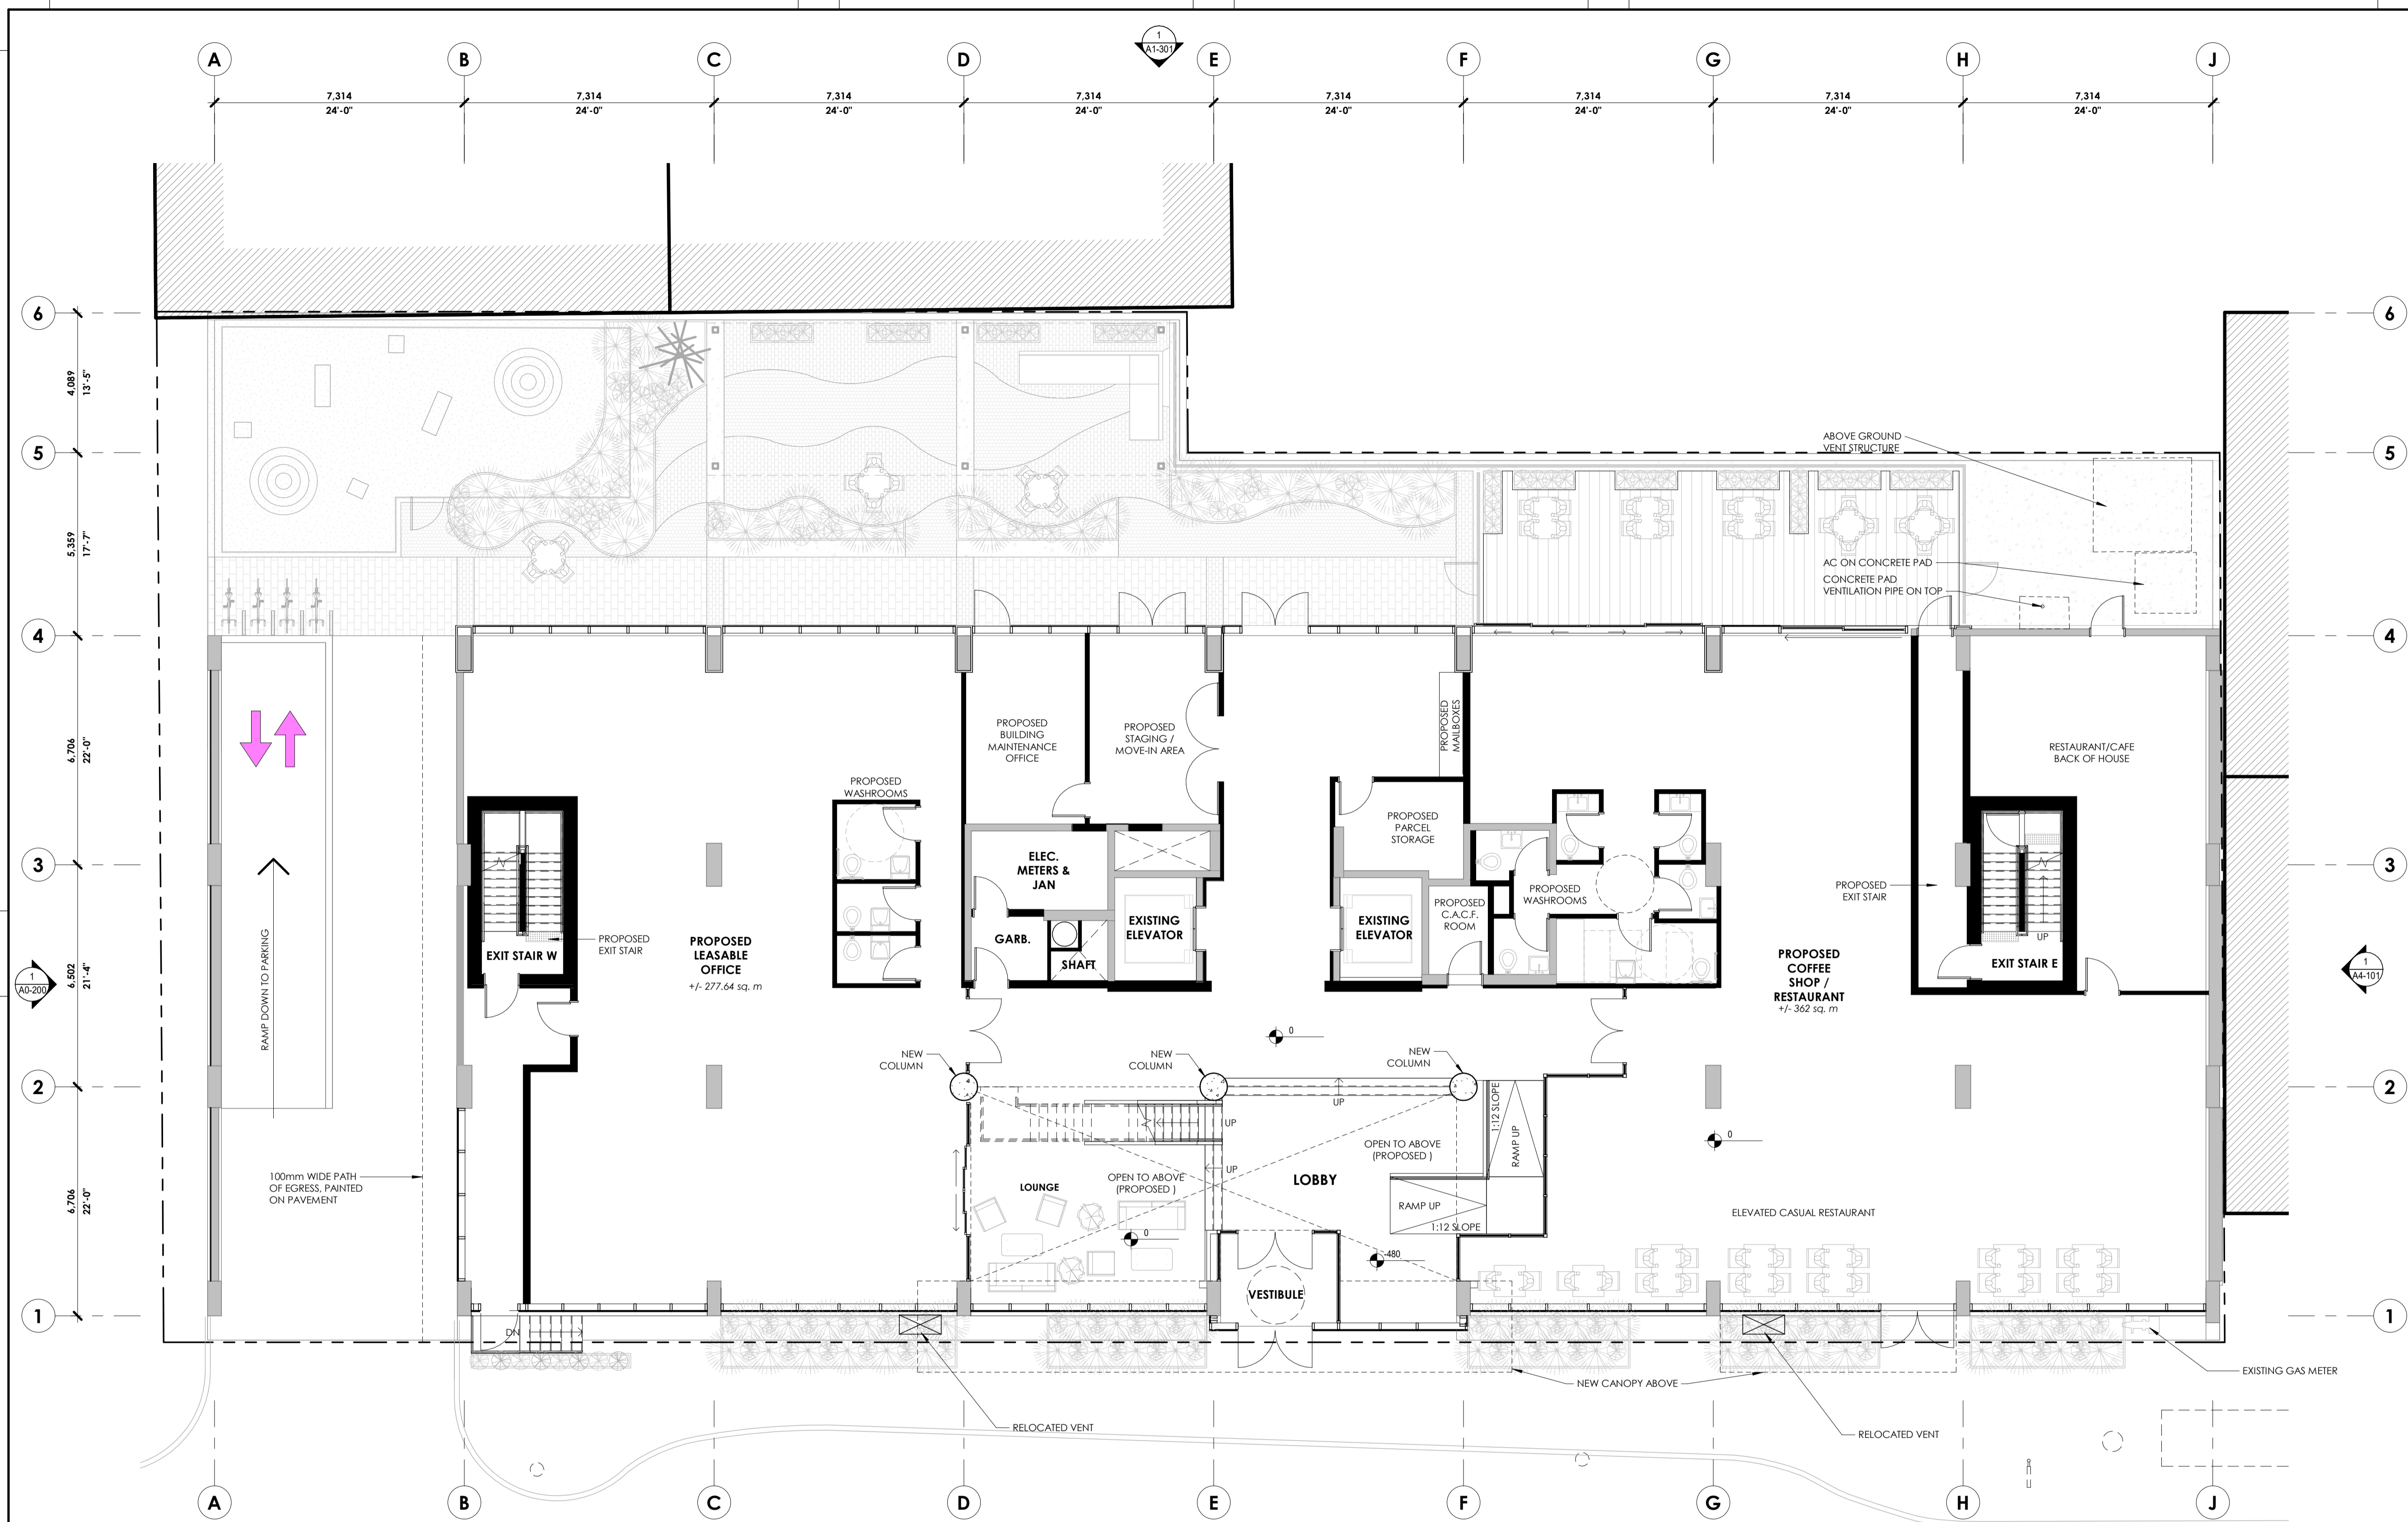 1
A1-301
A
B
C
D
E
F
G
H
J
7,314
24'-0"
7,314
24'-0"
7,314
24'-0"
7,314
24'-0"
7,314
24'-0"
7,314
24'-0"
7,314
24'-0"
7,314
24'-0"
6
6
4,089
13'-5"
5
5
ABOVE GROUND
VENT STRUCTURE
5,359
17'-7"
AC ON CONCRETE PAD
CONCRETE PAD
VENTILATION PIPE ON TOP
4
4
6,706
22'-0"
PROPOSED
BUILDING
MAINTENANCE
OFFICE
PROPOSED
STAGING /
MOVE-IN AREA
PROPOSED
MAILBOXES
RESTAURANT/CAFE
BACK OF HOUSE
PROPOSED
WASHROOMS
PROPOSED
PARCEL
STORAGE
3
3
ELEC.
METERS &
JAN
PROPOSED
WASHROOMS
PROPOSED
EXIT STAIR
PROPOSED
C.A.C.F.
ROOM
EXISTING
ELEVATOR
EXISTING
ELEVATOR
GARB.
SHAFT
RAMP DOWN TO PARKING
EXIT STAIR W
PROPOSED
EXIT STAIR
PROPOSED
LEASABLE
OFFICE
+/- 277.64 sq. m
PROPOSED
COFFEE
SHOP /
RESTAURANT
+/- 362 sq. m
UP
EXIT STAIR E
1
A0-200
1
A4-101
6,502
21'-4"
0
NEW
COLUMN
NEW
COLUMN
NEW
COLUMN
2
2
UP
UP
UP
1:12 SLOPE
RAMP UP
0
OPEN TO ABOVE
(PROPOSED )
OPEN TO ABOVE
(PROPOSED )
LOUNGE
LOBBY
RAMP UP
1:12 SLOPE
100mm WIDE PATH
OF EGRESS, PAINTED
ON PAVEMENT
6,706
22'-0"
ELEVATED CASUAL RESTAURANT
0
-480
VESTIBULE
1
1
DN
EXISTING GAS METER
NEW CANOPY ABOVE
RELOCATED VENT
RELOCATED VENT
A
B
C
D
E
F
G
H
J